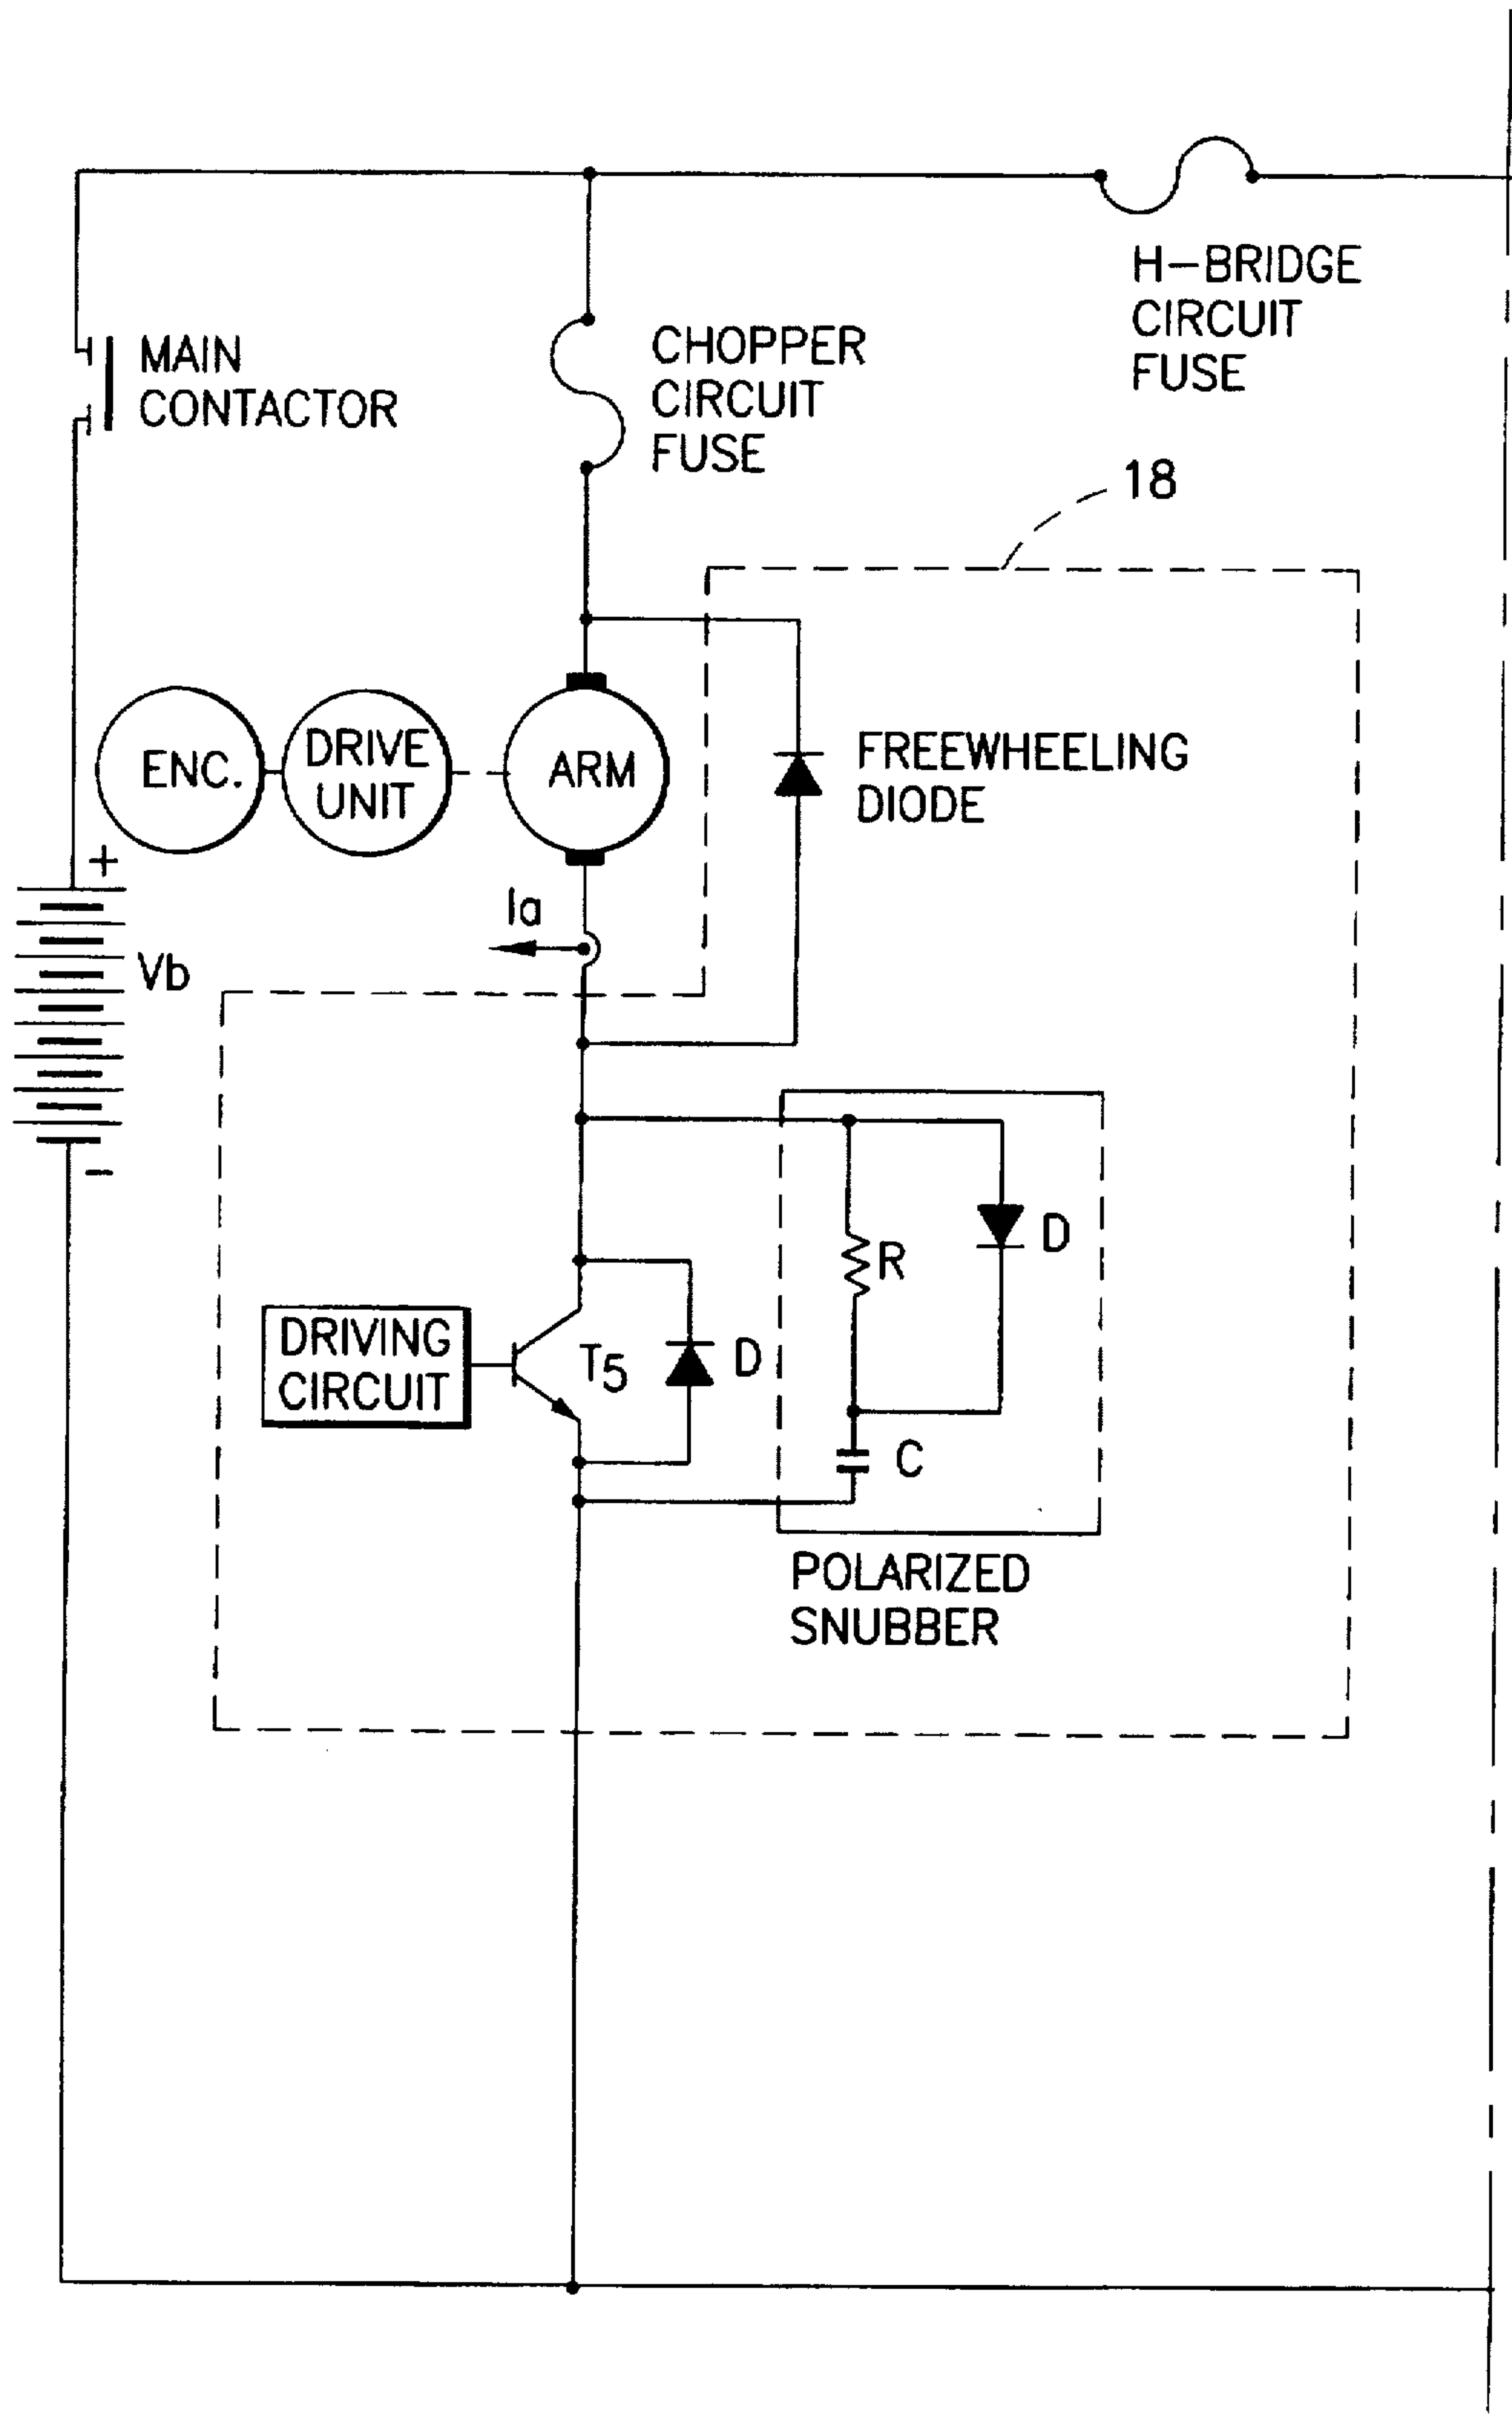 H-BRIDGE
CIRCUIT
FUSE
MAIN
CONTACTOR
CHOPPER
CIRCUIT
FUSE
18
ENC.
DRIVE
UNIT
ARM
FREEWHEELING
DIODE
+
Ia
Vb
-
R
D
DRIVING
CIRCUIT
T5
D
C
POLARIZED
SNUBBER